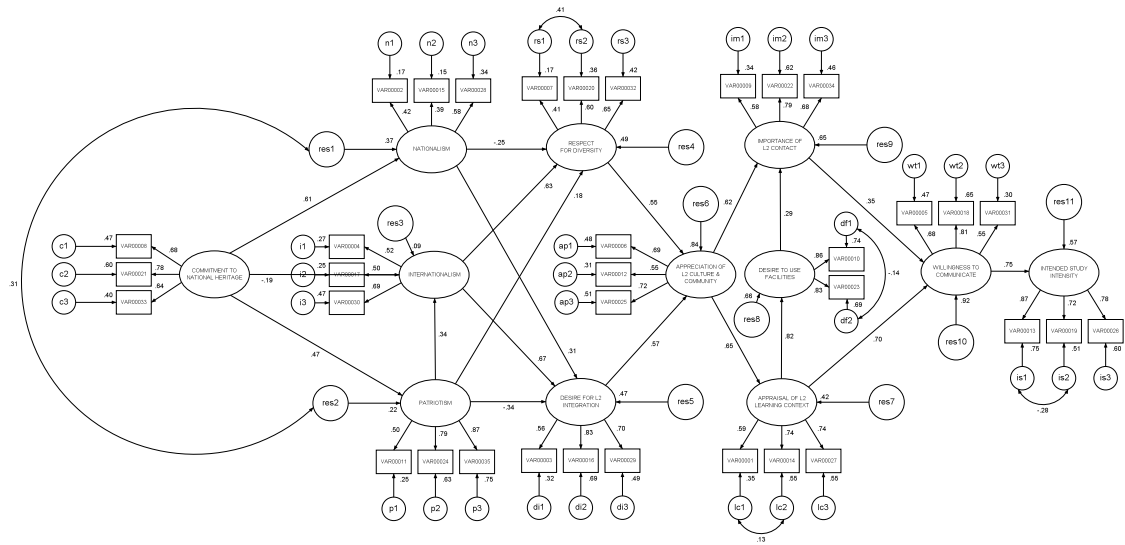 .41
n1
n2
n3
rs1
rs2
rs3
im1
im2
im3
.17
.15
.34
.17
.36
.42
.34
.62
.46
VAR00002
VAR00015
VAR00028
VAR00007
VAR00020
VAR00032
VAR00009
VAR00022
VAR00034
.42
.39
.58
.41
.60
.65
.58
.79
.68
res1
.37
NATIONALISM
-.25
RESPECT
FOR DIVERSITY
.49
res4
IMPORTANCE OF
L2 CONTACT
.65
res9
wt1
wt2
wt3
.47
.65
.30
VAR00005
VAR00018
VAR00031
.68
.81
.55
res11
.57
.61
.63
.18
.55
res6
.84
.62
.29
.35
df1
.74
c1
c2
c3
.47
.60
.40
VAR00008
VAR00021
VAR00033
.68
.78
.64
COMMITMENT TO
NATIONAL HERITAGE
-.19
res3
.09
i1
i2
i3
.27
.25
.47
VAR00004
VAR00017
VAR00030
.52
.50
.69
INTERNATIONALISM
ap1
ap2
ap3
.48
.31
.51
VAR00006
VAR00012
VAR00025
.69
.55
.72
APPRECIATION OF
L2 CULTURE &
COMMUNITY
DESIRE TO USE
FACILITIES
.86
.83
VAR00010
VAR00023
.69
df2
-.14
.66
res8
WILLINGNESS TO
COMMUNICATE
.75
INTENDED STUDY
INTENSITY
.92
res10
.87
.72
.78
VAR00013
VAR00019
VAR00026
.75
.51
.60
is1
is2
is3
-.28
.31
.47
.34
.67
.31
.57
.65
.82
.70
res2
.22
PATRIOTISM
-.34
DESIRE FOR L2
INTEGRATION
.47
res5
APPRAISAL OF L2
LEARNING CONTEXT
.42
res7
.50
.79
.87
.56
.83
.70
.59
.74
.74
VAR00011
VAR00024
VAR00035
VAR00003
VAR00016
VAR00029
VAR00001
VAR00014
VAR00027
.25
.63
.75
.32
.69
.49
.35
.55
.55
p1
p2
p3
di1
di2
di3
lc1
lc2
lc3
.13